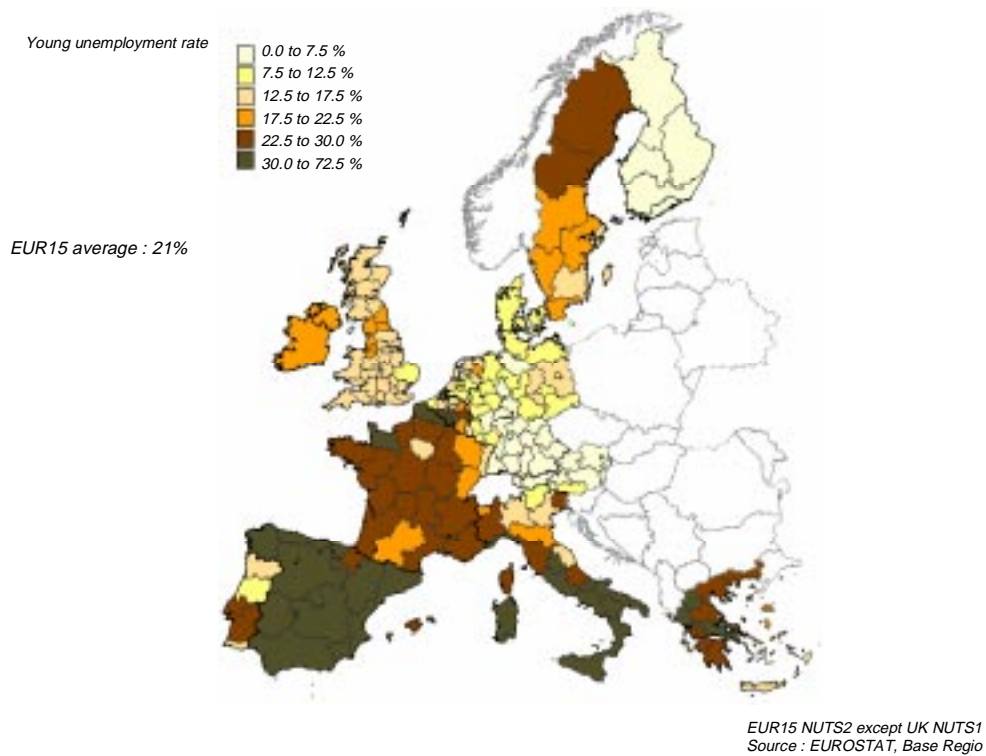 Young unemployment rate
0.0 to 7.5 %
7.5 to 12.5 %
12.5 to 17.5 %
17.5 to 22.5 %
22.5 to 30.0 %
30.0 to 72.5 %
EUR15 average : 21%
EUR15 NUTS2 except UK NUTS1
Source : EUROSTAT, Base Regio